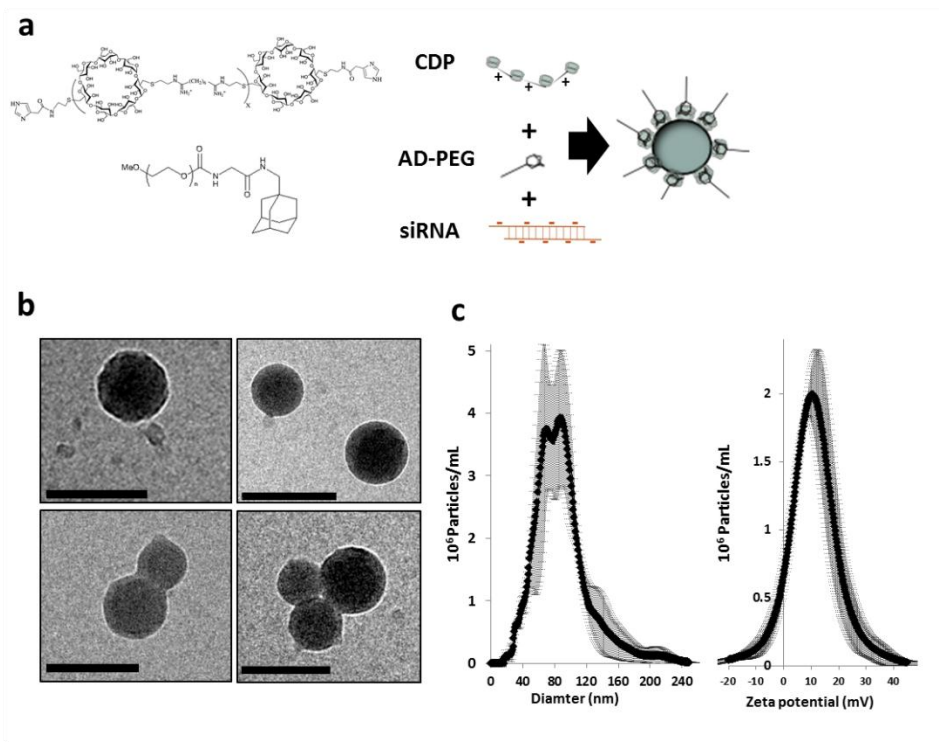 a
CDP
+ + +
+
AD-PEG
+
siRNA
MeO
O
O
n
N
H
O
H
N
b
c
10⁶ Particles/mL
5
4
3
2
1
0
0 40 80 120 160 200 240
Diamter (nm)
10⁶ Particles/mL
2
1.5
1
0.5
0
-20 -10 0 10 20 30 40
Zeta potential (mV)